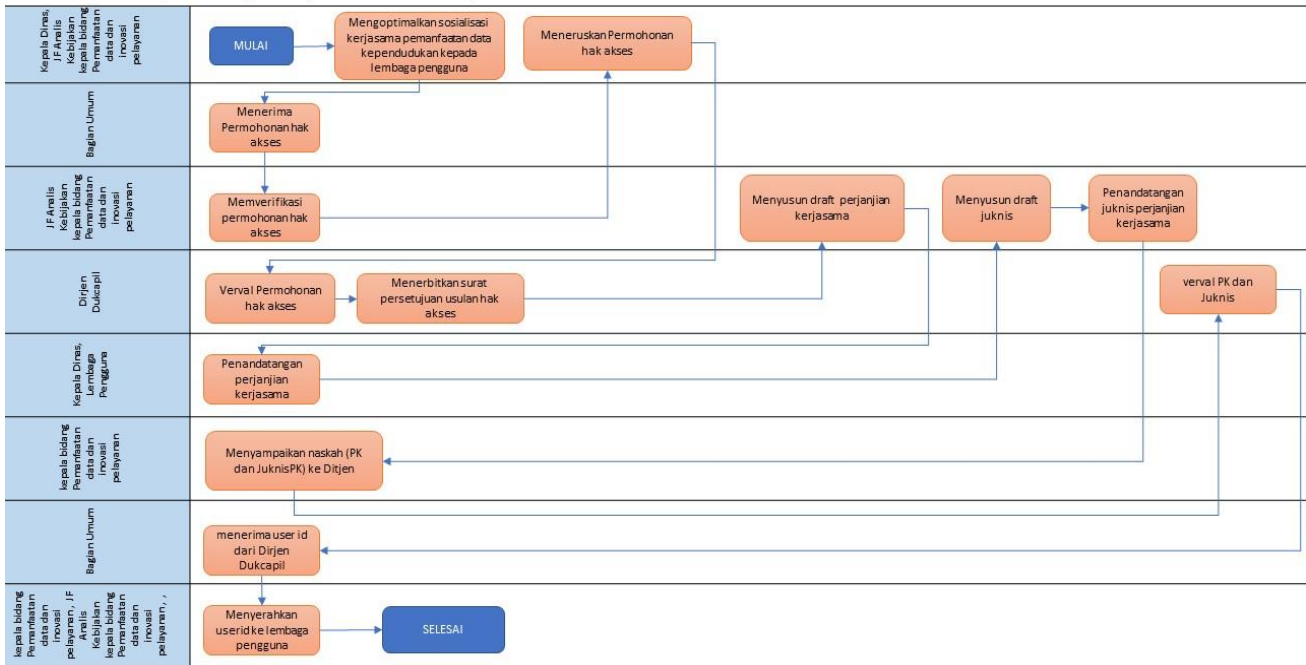 Kepala Dinas,
JF Analis
Kebijakan
kepala bidang
Pemanfaatan
data dan
inovasi
pelayanan
MULAI
Mengoptimalkan sosialisasi
kerjasama pemanfaatan data
kependudukan kepada
lembaga pengguna
Meneruskan Permohonan
hak akses
Bagian Umum
Menerima
Permohonan hak
akses
JF Analis
Kebijakan
kepala bidang
Pemanfaatan
data dan
inovasi
pelayanan
Memverifikasi
permohonan hak
akses
Menyusun draft perjanjian
kerjasama
Menyusun draft
juknis
Penandatangan
juknis perjanjian
kerjasama
Dirjen
Dukcapil
Verval Permohonan
hak akses
Menerbitkan surat
persetujuan usulan hak
akses
verval PK dan
Juknis
Kepala Dinas,
Lembaga
Pengguna
Penandatangan
perjanjian
kerjasama
kepala bidang
Pemanfaatan
data dan
inovasi
pelayanan
Menyampaikan naskah (PK
dan JuknisPK) ke Ditjen
Bagian Umum
menerima user id
dari Dirjen
Dukcapil
kepala bidang
Pemanfaatan
data dan
inovasi
pelayanan, JF
Analis
Kebijakan
kepala bidang
Pemanfaatan
data dan
inovasi
pelayanan, ,
Menyerahkan
userid ke lembaga
pengguna
SELESAI